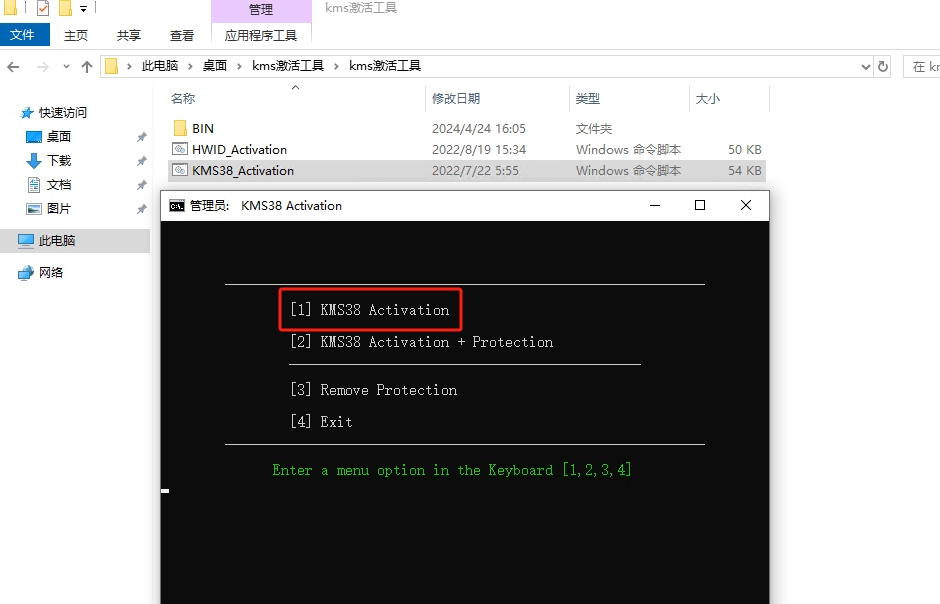 管理
kms激活工具
文件
主页
共享
查看
应用程序工具
此电脑 > 桌面 > kms激活工具 > kms激活工具
在 kr
名称
修改日期
类型
大小
快速访问
桌面
下载
文档
图片
此电脑
网络
BIN 2024/4/24 16:05 文件夹
HWID_Activation 2022/8/19 15:34 Windows 命令脚本 50 KB
KMS38_Activation 2022/7/22 5:55 Windows 命令脚本 54 KB
C:\. 管理员: KMS38 Activation
[1] KMS38 Activation
[2] KMS38 Activation + Protection
[3] Remove Protection
[4] Exit
Enter a menu option in the Keyboard [1,2,3,4]